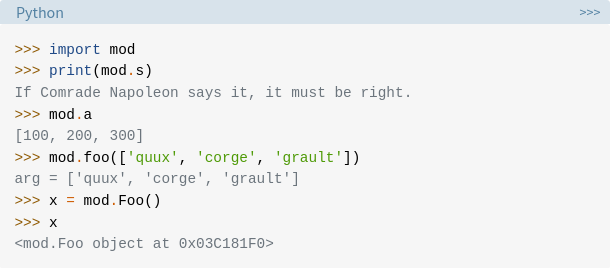 Python
>>>
>>> import mod
>>> print(mod.s)
If Comrade Napoleon says it, it must be right.
>>> mod.a
[100, 200, 300]
>>> mod.foo(['quux', 'corge', 'grault'])
arg = ['quux', 'corge', 'grault']
>>> x = mod.Foo()
>>> x
<mod.Foo object at 0x03C181F0>